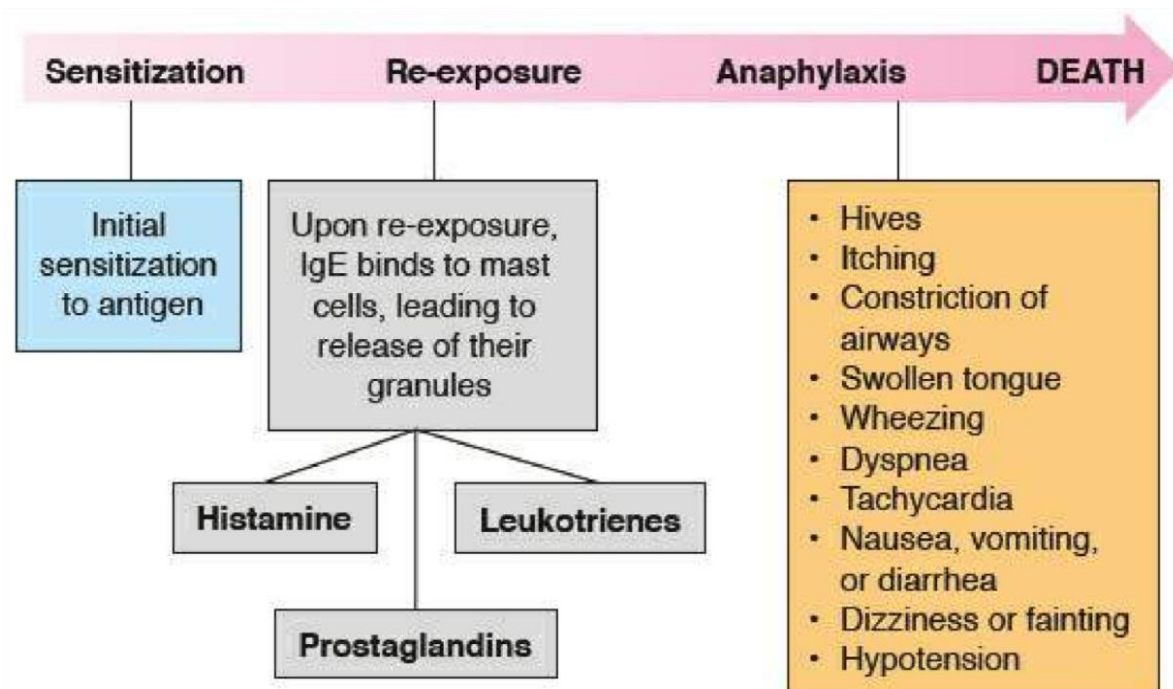 Sensitization Re-exposure Anaphylaxis DEATH
Initial
sensitization
to antigen
Upon re-exposure,
IgE binds to mast
cells, leading to
release of their
granules
Histamine
Leukotrienes
Prostaglandins
• Hives
• Itching
• Constriction of
airways
• Swollen tongue
• Wheezing
• Dyspnea
• Tachycardia
• Nausea, vomiting,
or diarrhea
• Dizziness or fainting
• Hypotension